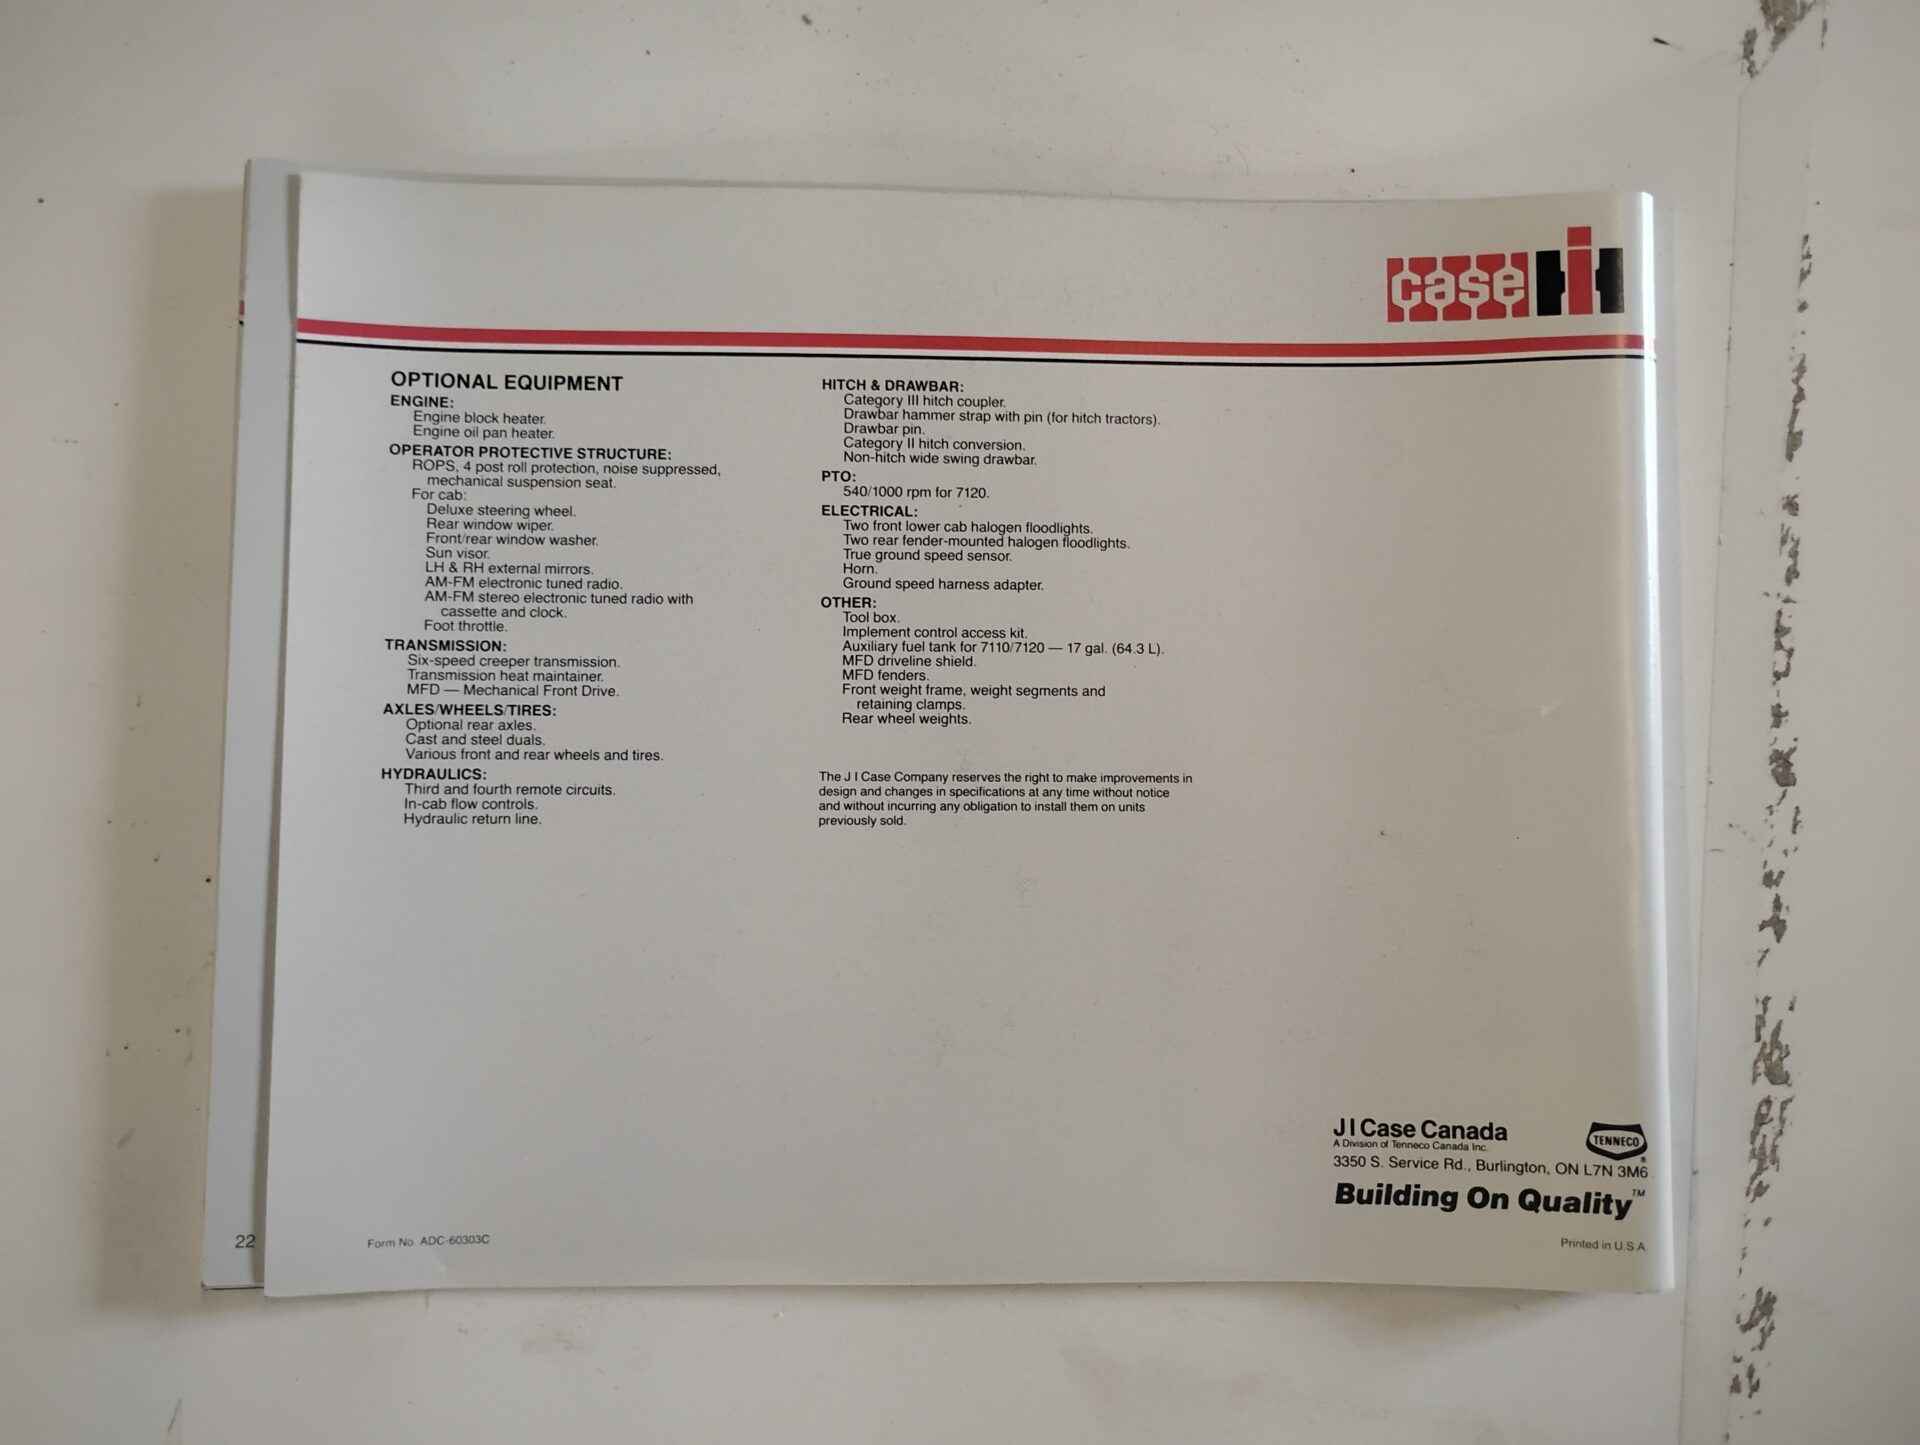 case IH
OPTIONAL EQUIPMENT
ENGINE:
Engine block heater.
Engine oil pan heater.
OPERATOR PROTECTIVE STRUCTURE:
ROPS, 4 post roll protection, noise suppressed,
mechanical suspension seat.
For cab:
Deluxe steering wheel.
Rear window wiper.
Front/rear window washer.
Sun visor.
LH & RH external mirrors.
AM-FM electronic tuned radio.
AM-FM stereo electronic tuned radio with
cassette and clock.
Foot throttle.
TRANSMISSION:
Six-speed creeper transmission.
Transmission heat maintainer.
MFD — Mechanical Front Drive.
AXLES/WHEELS/TIRES:
Optional rear axles.
Cast and steel duals.
Various front and rear wheels and tires.
HYDRAULICS:
Third and fourth remote circuits.
In-cab flow controls.
Hydraulic return line.
HITCH & DRAWBAR:
Category III hitch coupler.
Drawbar hammer strap with pin (for hitch tractors).
Drawbar pin.
Category II hitch conversion.
Non-hitch wide swing drawbar.
PTO:
540/1000 rpm for 7120.
ELECTRICAL:
Two front lower cab halogen floodlights.
Two rear fender-mounted halogen floodlights.
True ground speed sensor.
Horn.
Ground speed harness adapter.
OTHER:
Tool box.
Implement control access kit.
Auxiliary fuel tank for 7110/7120 — 17 gal. (64.3 L).
MFD driveline shield.
MFD fenders.
Front weight frame, weight segments and
retaining clamps.
Rear wheel weights.
The J I Case Company reserves the right to make improvements in
design and changes in specifications at any time without notice
and without incurring any obligation to install them on units
previously sold.
J I Case Canada
A Division of Tenneco Canada Inc.
TENNECO
3350 S. Service Rd., Burlington, ON L7N 3M6
Building On Quality™
22
Form No. ADC-60303C
Printed in U.S.A.